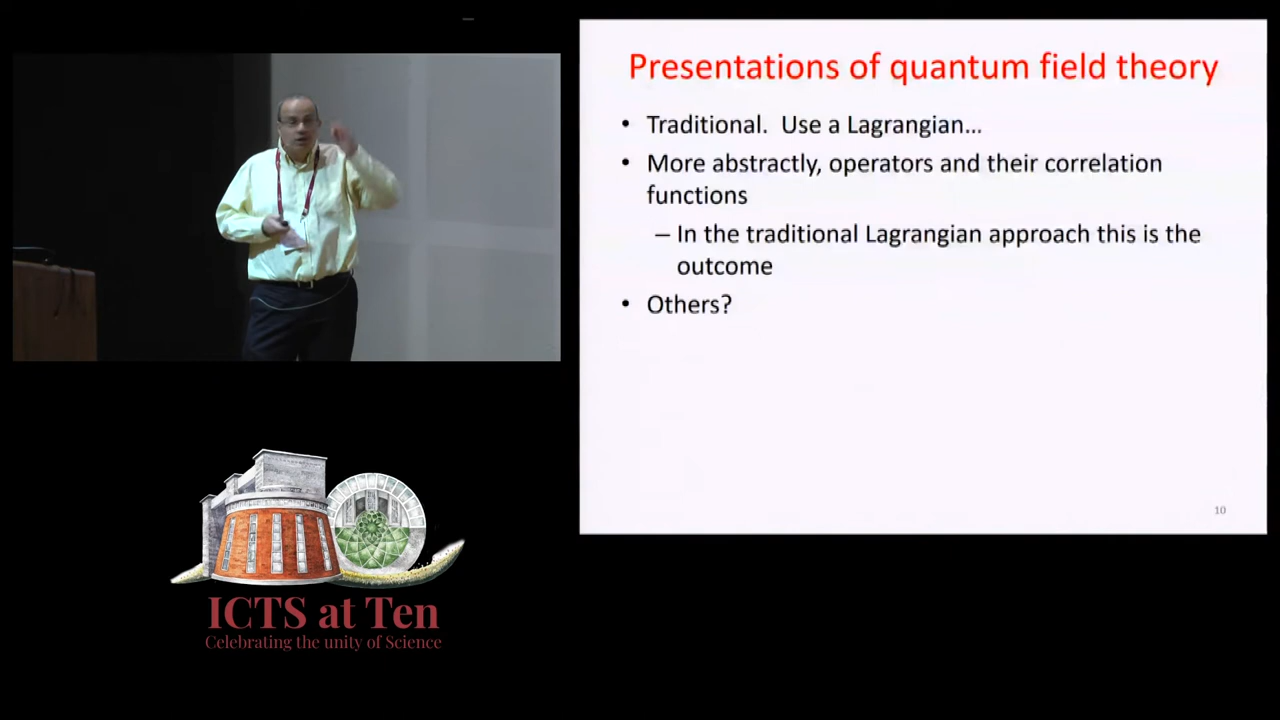 Presentations of quantum field theory
• Traditional. Use a Lagrangian...
• More abstractly, operators and their correlation
functions
– In the traditional Lagrangian approach this is the
outcome
• Others?
10
ICTS at Ten
Celebrating the unity of Science